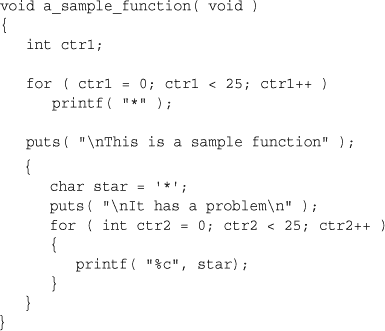 void a_sample_function( void )
{
   int ctr1;

   for ( ctr1 = 0; ctr1 < 25; ctr1++ )
      printf( "*" );

   puts( "\nThis is a sample function" );
   {
      char star = '*';
      puts( "\nIt has a problem\n" );
      for ( int ctr2 = 0; ctr2 < 25; ctr2++ )
      {
         printf( "%c", star);
      }
   }
}